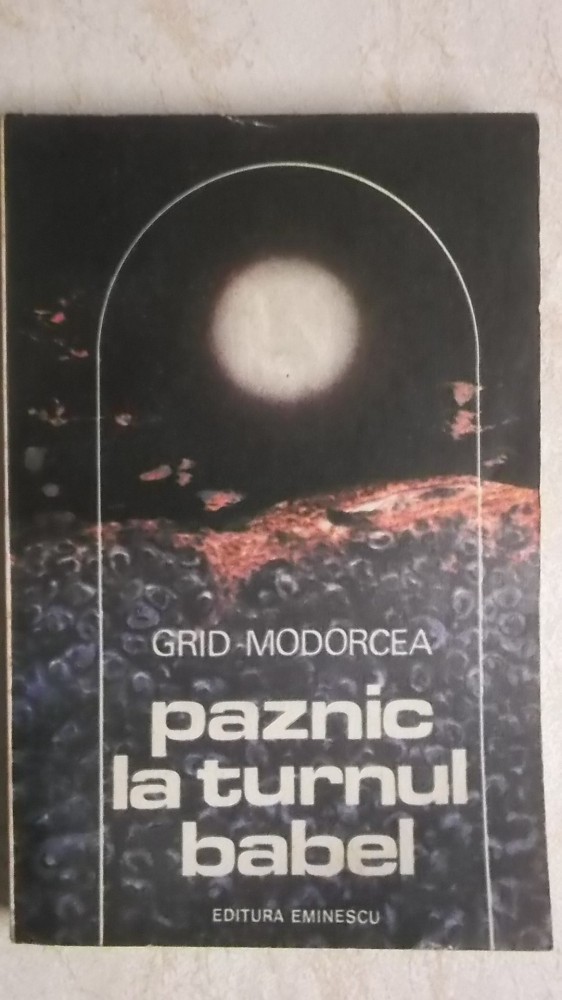 GRID MODORCEA
paznic
la turnul
babel
EDITURA EMINESCU